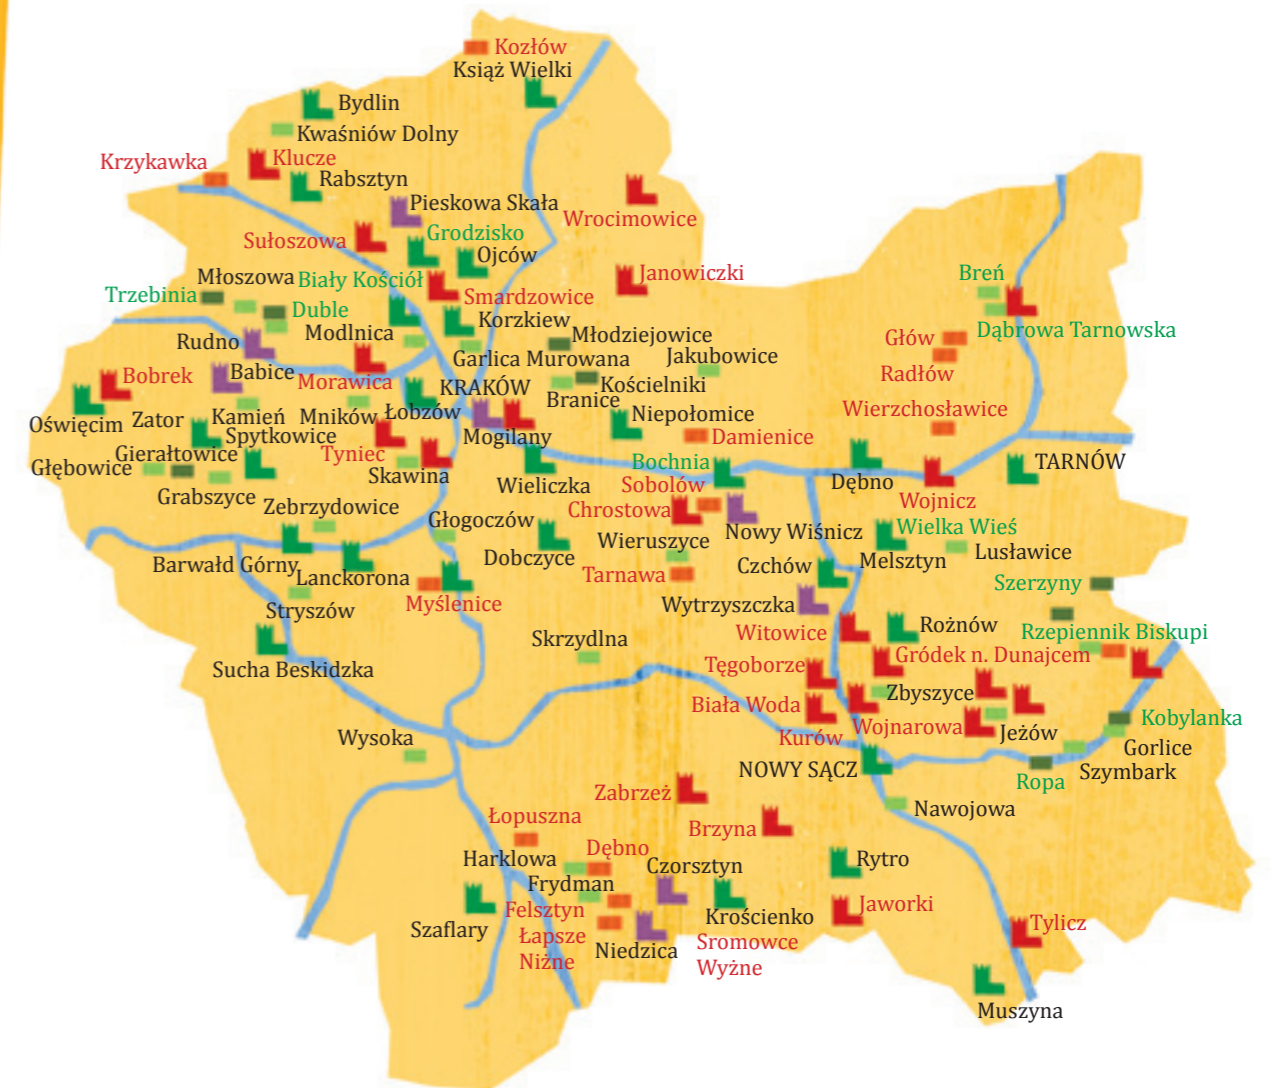 Kozłów
Książ Wielki
Bydlin
Kwaśniów Dolny
Krzykawka
Klucze
Rabsztyn
Pieskowa Skała
Wrocimowice
Sułoszowa
Grodzisko
Ojców
Młoszowa
Biały Kościół
Janowiczki
Breń
Trzebinia
Duble
Smardzowice
Korzkiew
Dąbrowa Tarnowska
Rudno
Modlnica
Młodziejowice
Głów
Garlica Murowana
Jakubowice
Bobrek
Babice
Morawica
KRAKÓW
Kościelniki
Radłów
Branice
Oświęcim
Zator
Kamień
Mników
Łobzów
Niepołomice
Wierzchosławice
Spytkowice
Mogilany
Damienice
Gierałtowice
Tyniec
Głębowice
Skawina
Bochnia
TARNÓW
Grabszyce
Wieliczka
Sobolów
Dębno
Wojnicz
Zebrzydowice
Głogoczów
Chrostowa
Nowy Wiśnicz
Wielka Wieś
Dobczyce
Wieruszyce
Lusławice
Barwałd Górny
Lanckorona
Tarnawa
Czchów
Melsztyn
Szerzyny
Stryszów
Myślenice
Wytrzyszczka
Skrzydlna
Witowice
Rożnów
Rzepiennik Biskupi
Sucha Beskidzka
Tęgoborze
Gródek n. Dunajcem
Zbyszyce
Biała Woda
Kobylanka
Wysoka
Kurów
Wojnarowa
Jeżów
Gorlice
NOWY SĄCZ
Ropa
Szymbark
Zabrzeż
Nawojowa
Łopuszna
Brzyna
Harklowa
Dębno
Czorsztyn
Rytro
Frydman
Szaflary
Felsztyn
Krościenko
Jaworki
Łapsze
Niżne
Niedzica
Sromowce
Wyżne
Tylicz
Muszyna